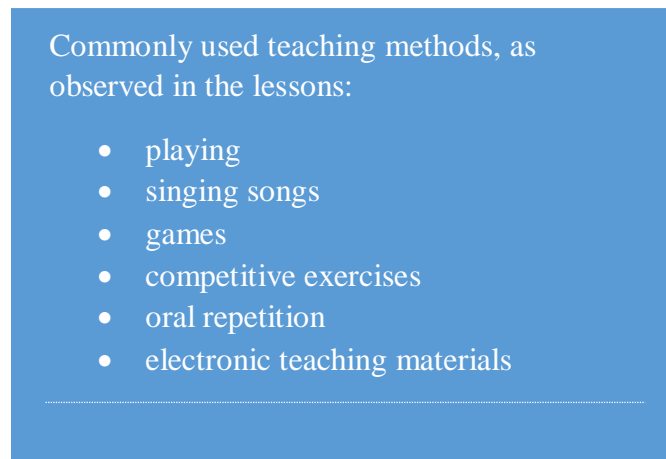 Commonly used teaching methods, as
observed in the lessons:
• playing
• singing songs
• games
• competitive exercises
• oral repetition
• electronic teaching materials